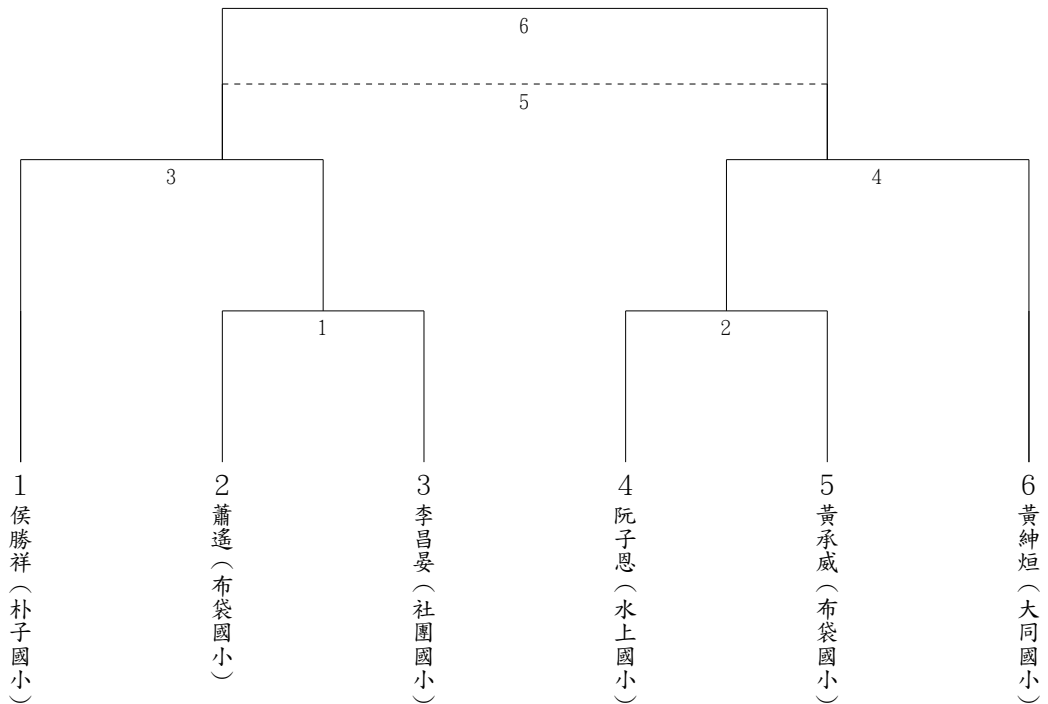 6
5
3
4
1
2
1 侯勝祥（朴子國小）
2 蕭遙（布袋國小）
3 李昌晏（社團國小）
4 阮子恩（水上國小）
5 黃承威（布袋國小）
6 黃紳烜（大同國小）